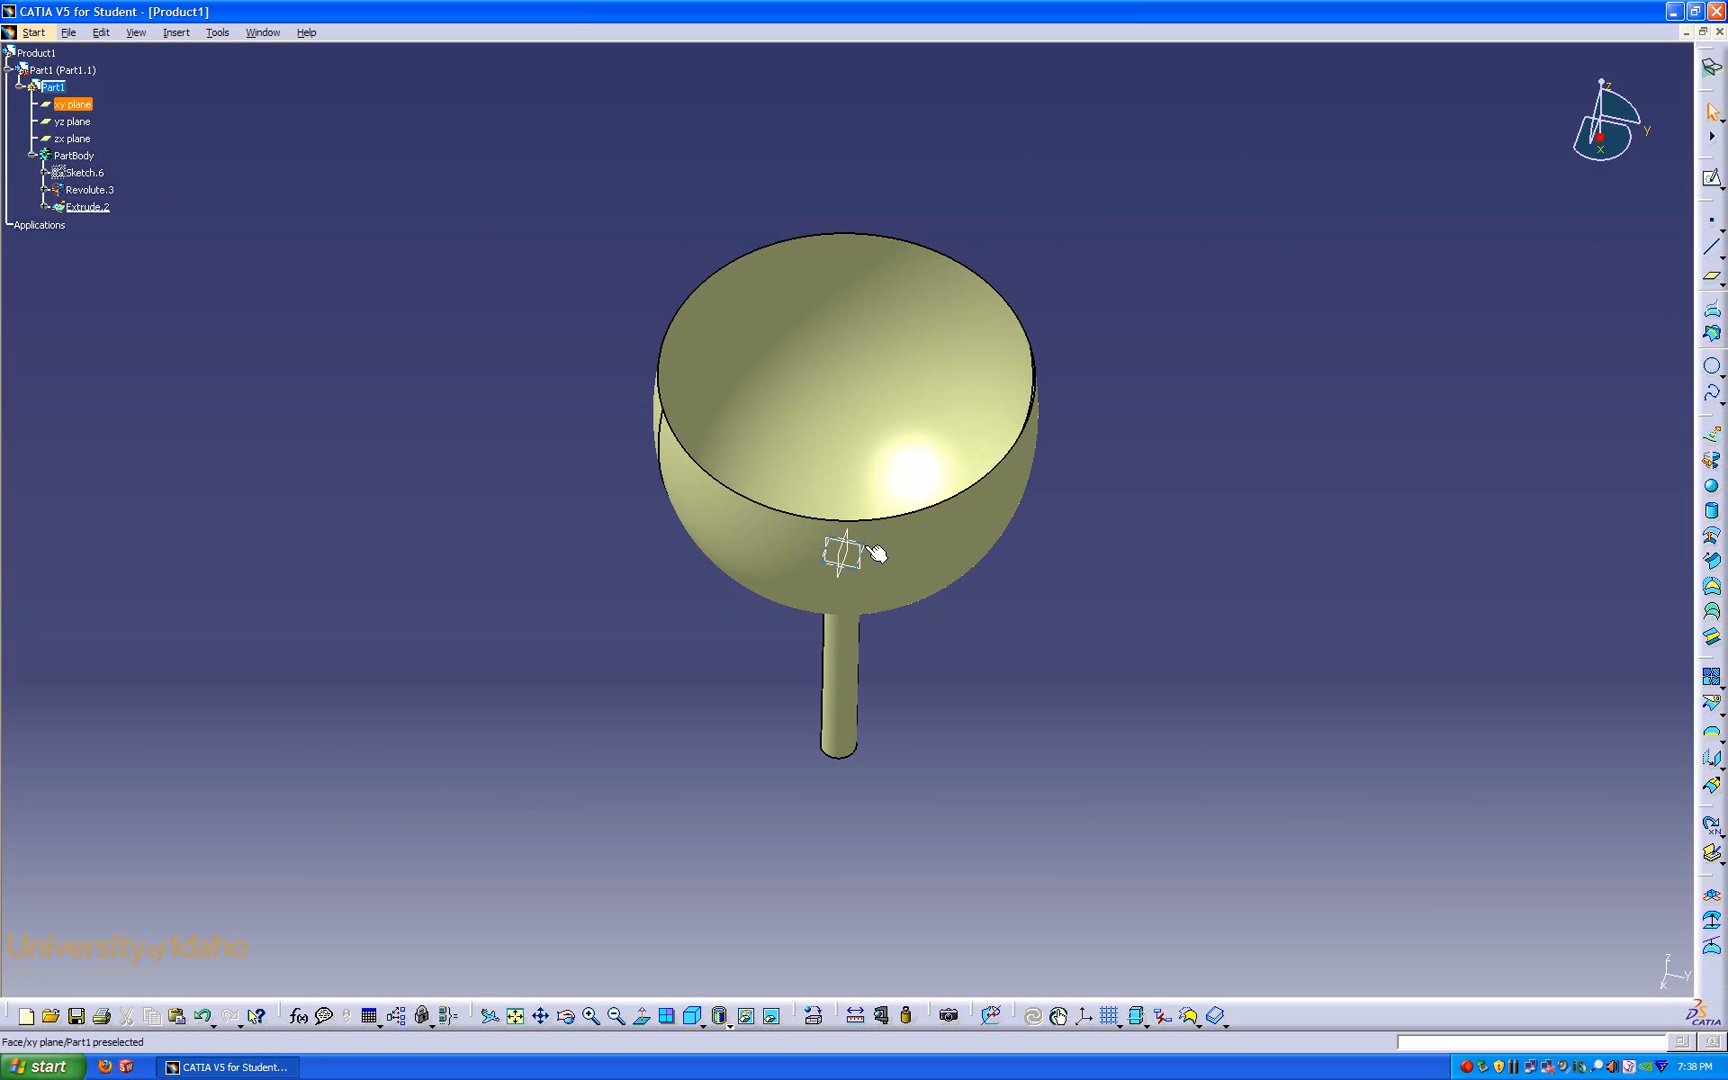 CATIA V5 for Student - [Product1]
Start File Edit View Insert Tools Window Help
Product1
Part1 (Part1.1)
Part1
xy plane
yz plane
zx plane
PartBody
Sketch.6
Revolute.3
Extrude.2
Applications
z
y
x
University of Idaho
z
y
x
f(x)
CATIA
Face/xy plane/Part1 preselected
start
CATIA V5 for Student...
7:38 PM